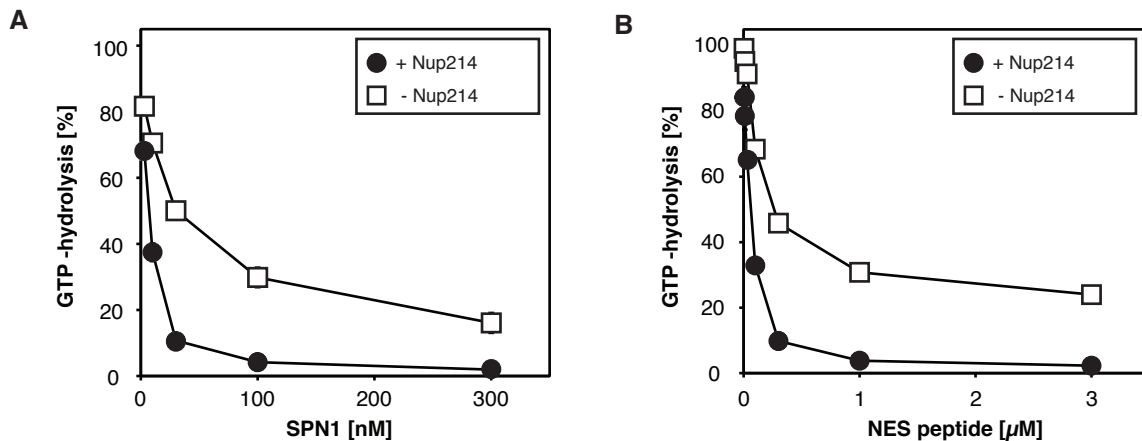 A
GTP -hydrolysis [%]
100
80
60
40
20
0
+ Nup214
- Nup214
0
100
200
300
SPN1 [nM]
B
GTP -hydrolysis [%]
100
80
60
40
20
0
+ Nup214
- Nup214
0
1
2
3
NES peptide [µM]